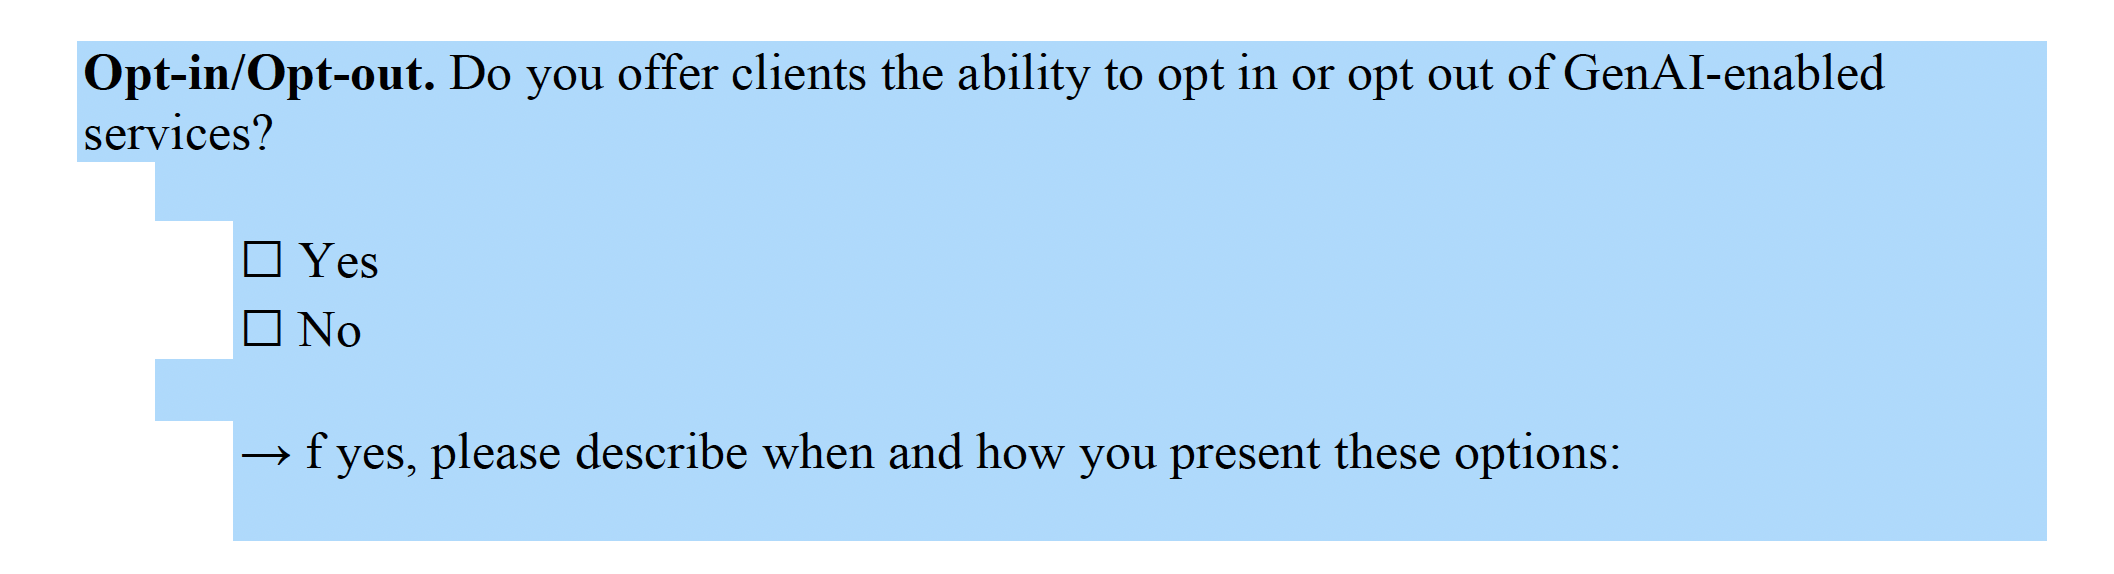 Opt-in/Opt-out. Do you offer clients the ability to opt in or opt out of GenAI-enabled
services?
☐ Yes
☐ No
→ f yes, please describe when and how you present these options: